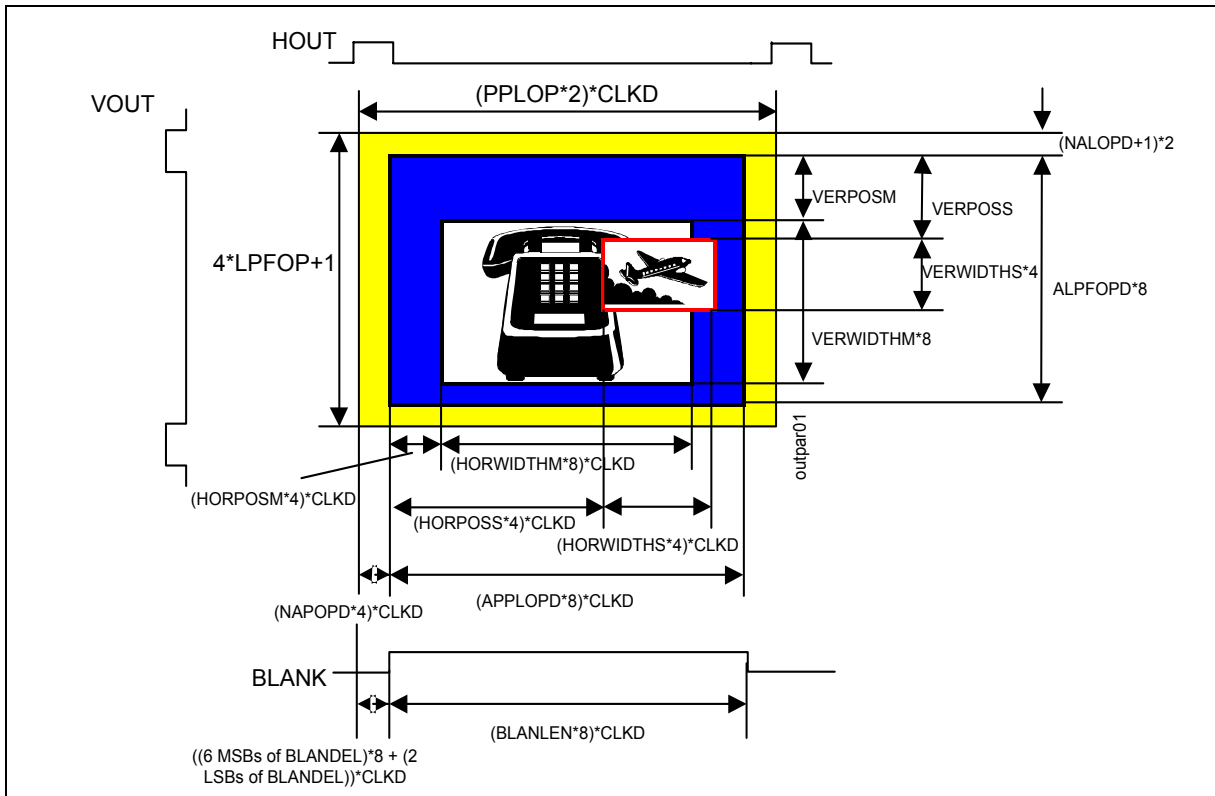 HOUT
(PPLOP*2)*CLKD
VOUT
(NALOPD+1)*2
VERPOSM
VERPOSS
4*LPFOP+1
VERWIDTHS*4
ALPFOPD*8
VERWIDTHM*8
outpar01
(HORWIDTHM*8)*CLKD
(HORPOSM*4)*CLKD
(HORPOSS*4)*CLKD
(HORWIDTHS*4)*CLKD
(NAPOPD*4)*CLKD
(APPLOPD*8)*CLKD
BLANK
(BLANLEN*8)*CLKD
((6 MSBs of BLANDEL)*8 + (2
LSBs of BLANDEL))*CLKD